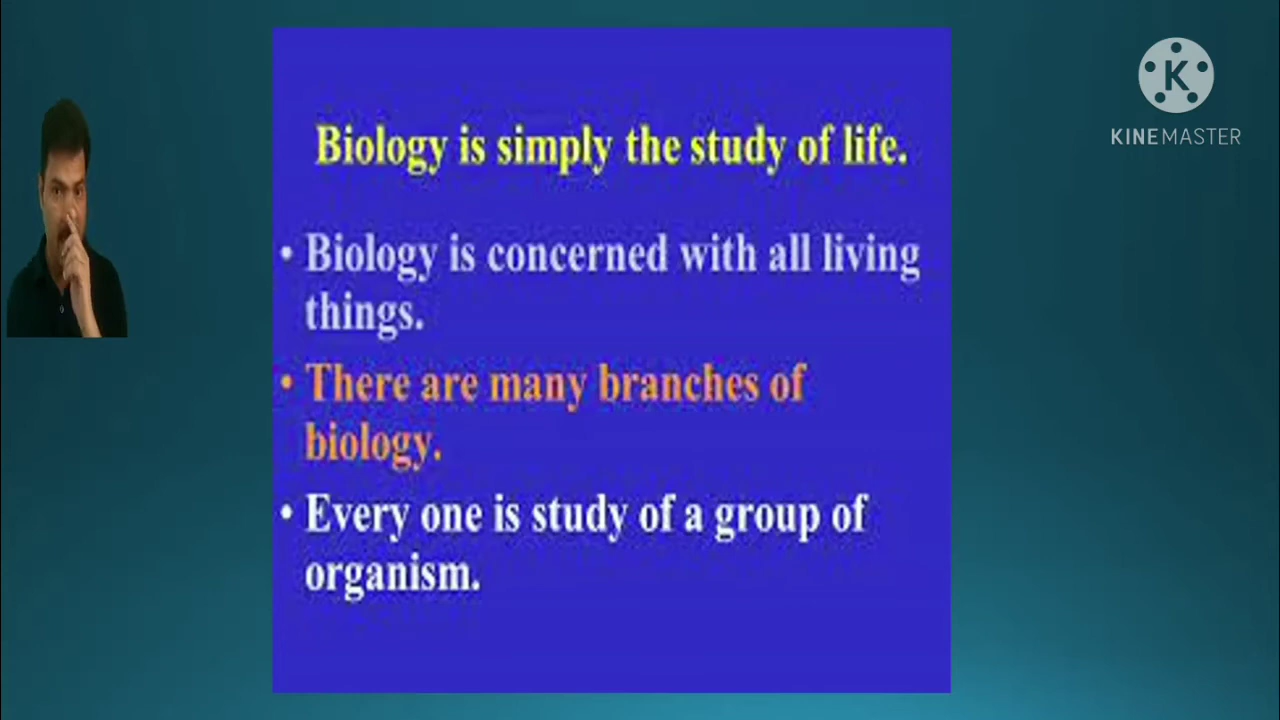 Biology is simply the study of life.
• Biology is concerned with all living
things.
• There are many branches of
biology.
• Every one is study of a group of
organism.
K
KINEMASTER